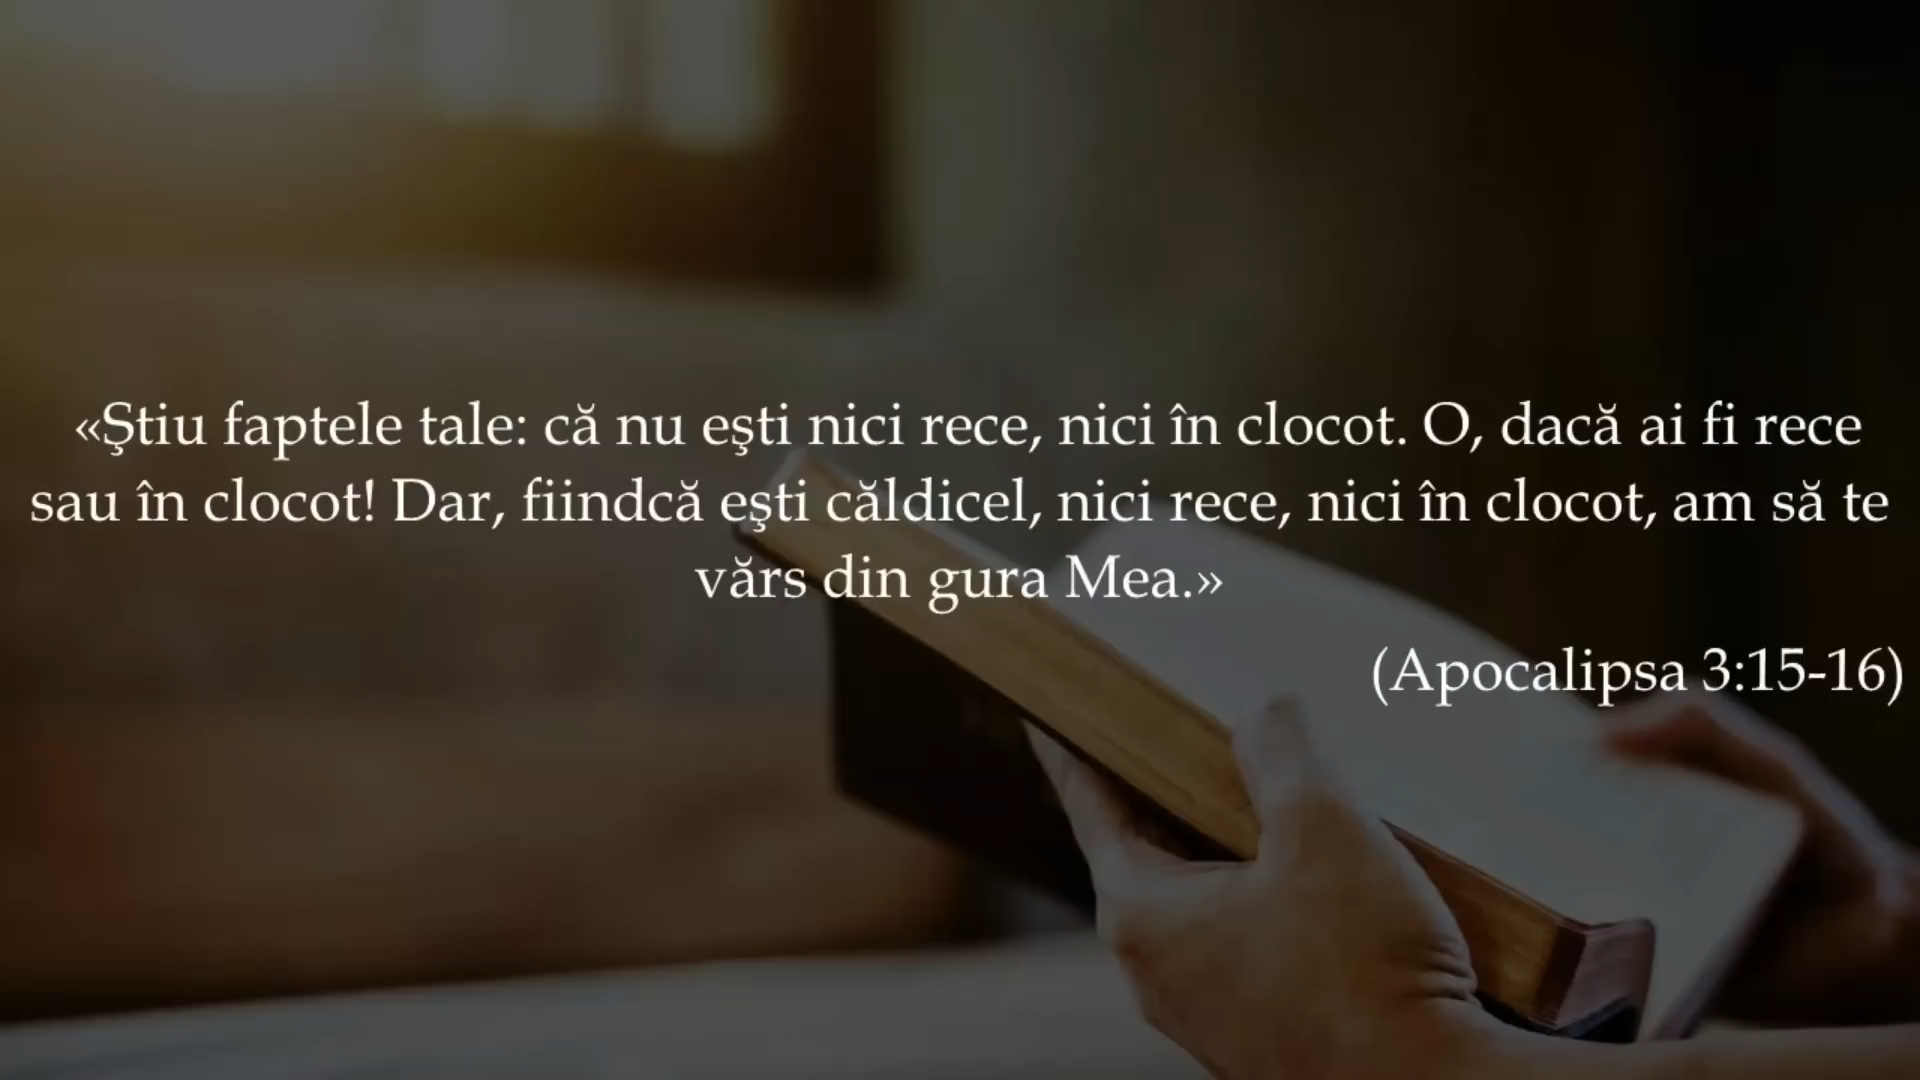 «Ştiu faptele tale: că nu eşti nici rece, nici în clocot. O, dacă ai fi rece
sau în clocot! Dar, fiindcă eşti căldicel, nici rece, nici în clocot, am să te
vărs din gura Mea.»
(Apocalipsa 3:15-16)